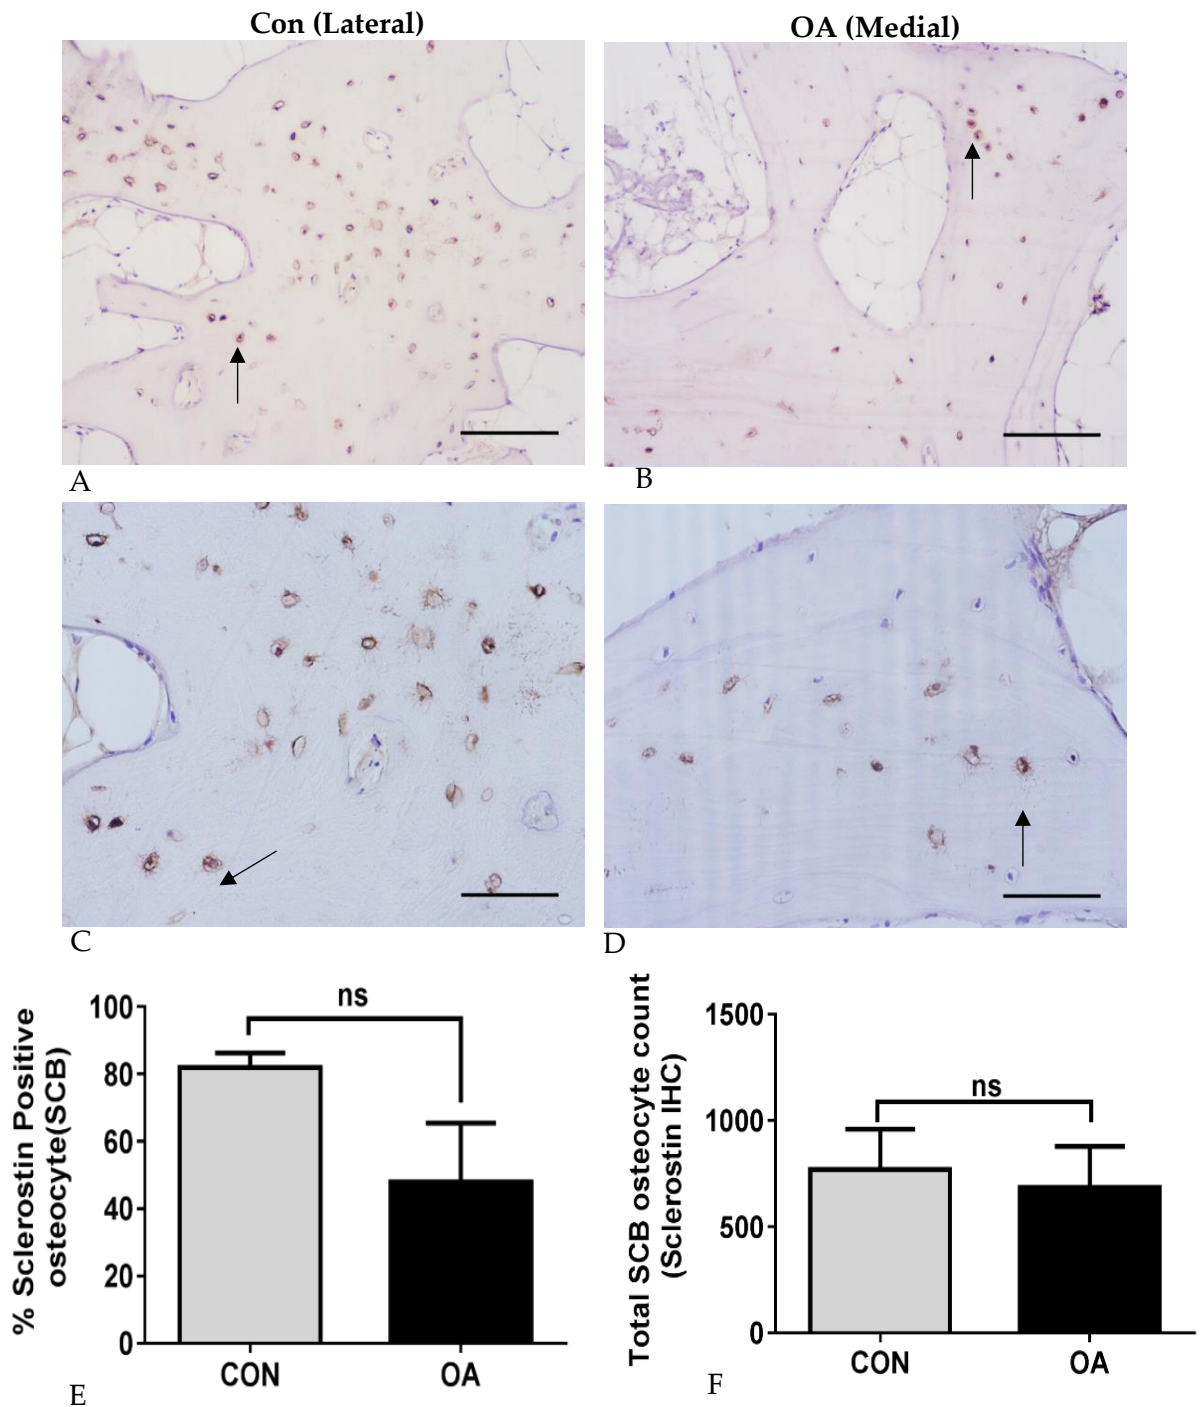 Con (Lateral)
OA (Medial)
A
B
C
D
% Sclerostin Positive
osteocyte(SCB)
100
80
60
40
20
0
ns
CON
OA
E
Total SCB osteocyte count
(Sclerostin IHC)
1500
1000
500
0
ns
CON
OA
F